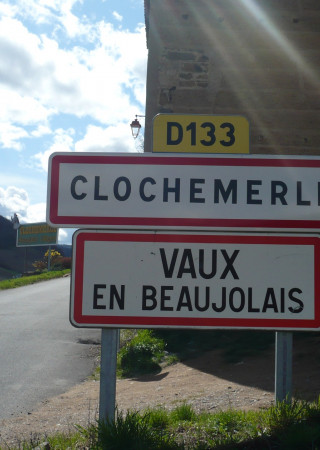 D133
CLOCHEMERL
VAUX
EN BEAUJOLAIS